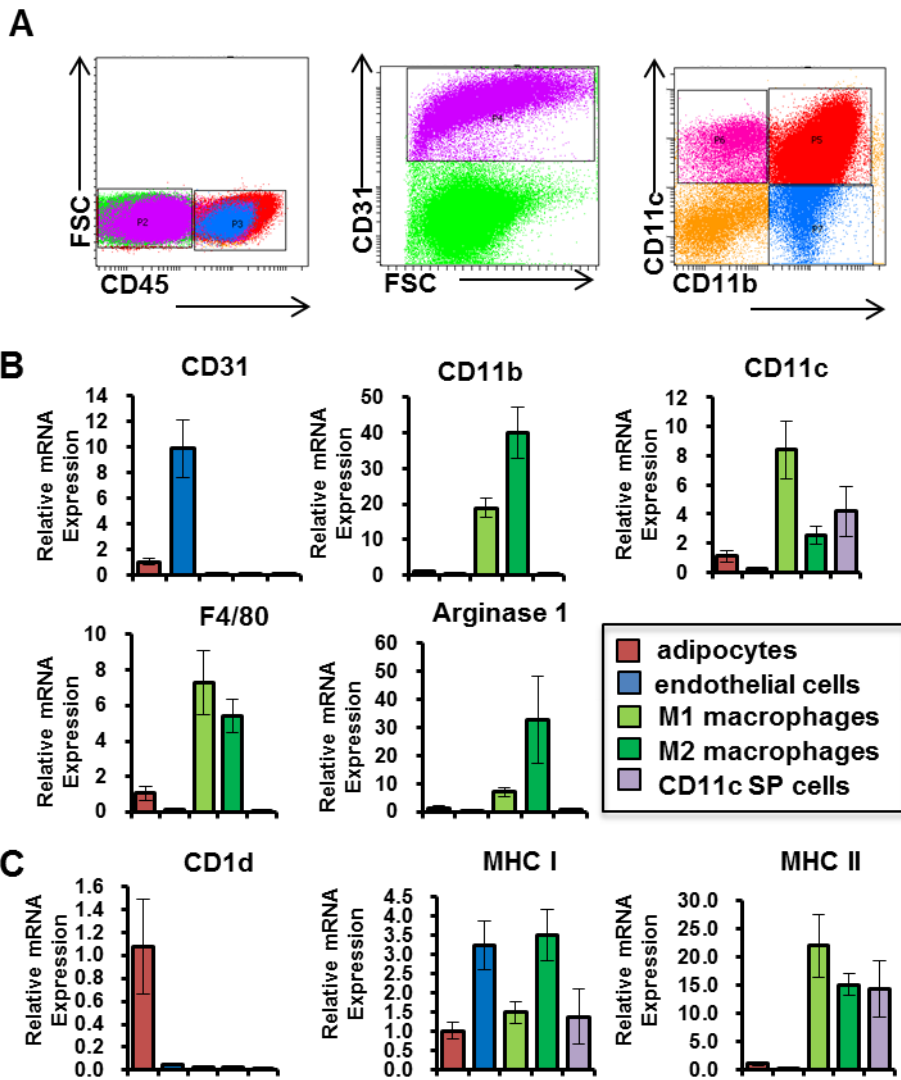 A
FSC
P2
P3
CD45
CD31
P4
FSC
CD11c
P6
P5
P7
CD11b
B
CD31
Relative mRNA
Expression
14
12
10
8
6
4
2
0
CD11b
Relative mRNA
Expression
50
40
30
20
10
0
CD11c
Relative mRNA
Expression
12
10
8
6
4
2
0
F4/80
Relative mRNA
Expression
10
8
6
4
2
0
Arginase 1
Relative mRNA
Expression
60
50
40
30
20
10
0
adipocytes
endothelial cells
M1 macrophages
M2 macrophages
CD11c SP cells
C
CD1d
Relative mRNA
Expression
1.6
1.4
1.2
1.0
0.8
0.6
0.4
0.2
0.0
MHC I
Relative mRNA
Expression
4.5
4.0
3.5
3.0
2.5
2.0
1.5
1.0
0.5
0.0
MHC II
Relative mRNA
Expression
30.0
25.0
20.0
15.0
10.0
5.0
0.0